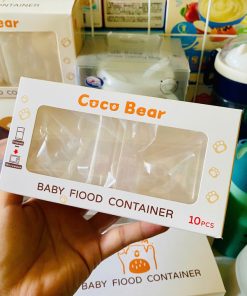 Coco Bear
BABY FIOOD CONTAINER
10PCS
BABY FIOOD CONTAINER